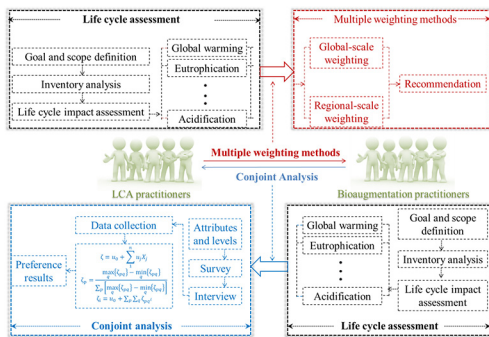 Life cycle assessment
Goal and scope definition
Inventory analysis
Life cycle impact assessment
Global warming
Eutrophication
Acidification
Multiple weighting methods
Global-scale
weighting
Regional-scale
weighting
Recommendation
Multiple weighting methods
Conjoint Analysis
LCA practitioners
Bioaugmentation practitioners
Data collection
Attributes
and levels
Survey
Interview
Preference
results
Conjoint analysis
Global warming
Eutrophication
Acidification
Goal and scope
definition
Inventory analysis
Life cycle impact
assessment
Life cycle assessment